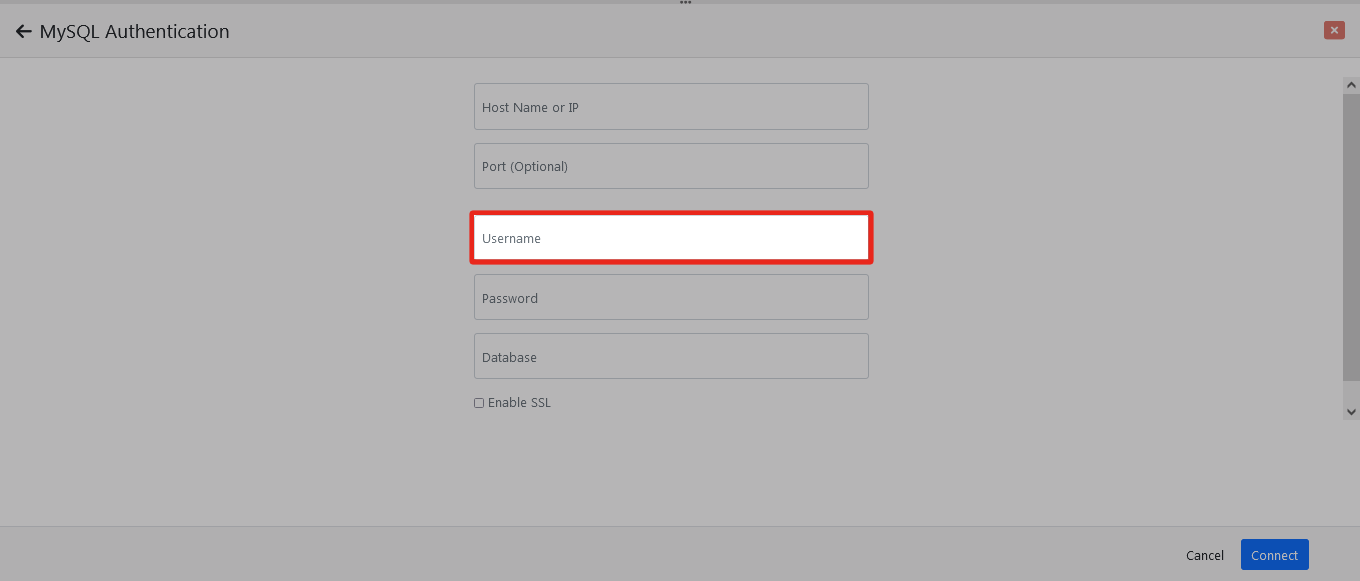 MySQL Authentication
Host Name or IP
Port (Optional)
Username
Password
Database
Enable SSL
Cancel
Connect